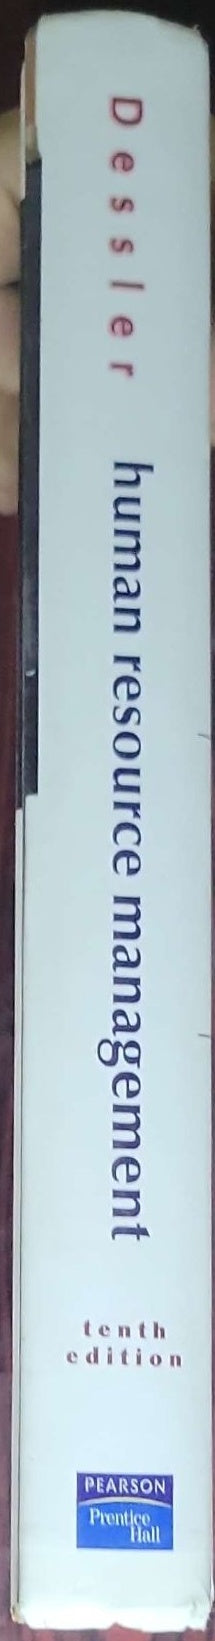 Dessler
human resource management
tenth
edition
PEARSON
Prentice
Hall